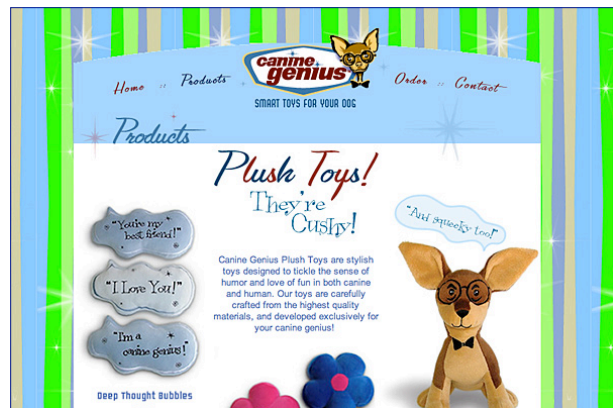 canine
genius
SMART TOYS FOR YOUR DOG
Home :: Products
Order :: Contact
Products
Plush Toys!
They're
Cushy!
"You're my
best friend!"
"I Love You!"
"I'm a
canine genius!"
Deep Thought Bubbles
Canine Genius Plush Toys are stylish
toys designed to tickle the sense of
humor and love of fun in both canine
and human. Our toys are carefully
crafted from the highest quality
materials, and developed exclusively for
your canine genius!
"And squeeky too!"